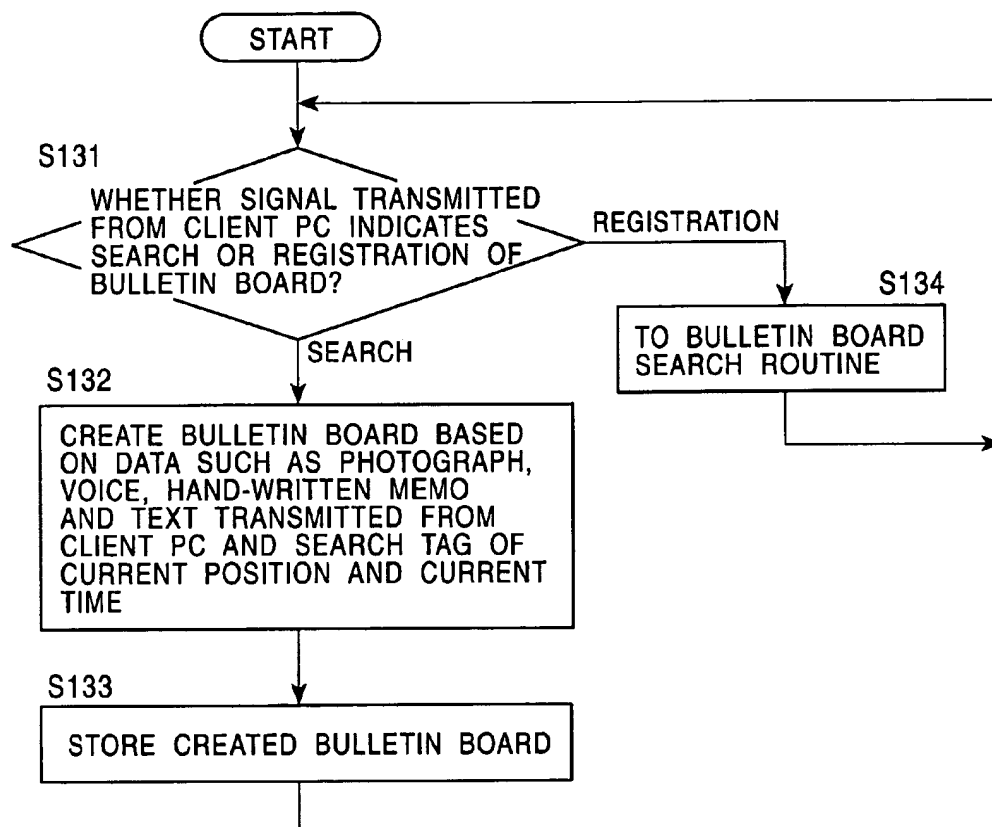 START
S131
WHETHER SIGNAL TRANSMITTED
FROM CLIENT PC INDICATES
SEARCH OR REGISTRATION OF
BULLETIN BOARD?
REGISTRATION
S134
TO BULLETIN BOARD
SEARCH ROUTINE
SEARCH
S132
CREATE BULLETIN BOARD BASED
ON DATA SUCH AS PHOTOGRAPH,
VOICE, HAND-WRITTEN MEMO
AND TEXT TRANSMITTED FROM
CLIENT PC AND SEARCH TAG OF
CURRENT POSITION AND CURRENT
TIME
S133
STORE CREATED BULLETIN BOARD